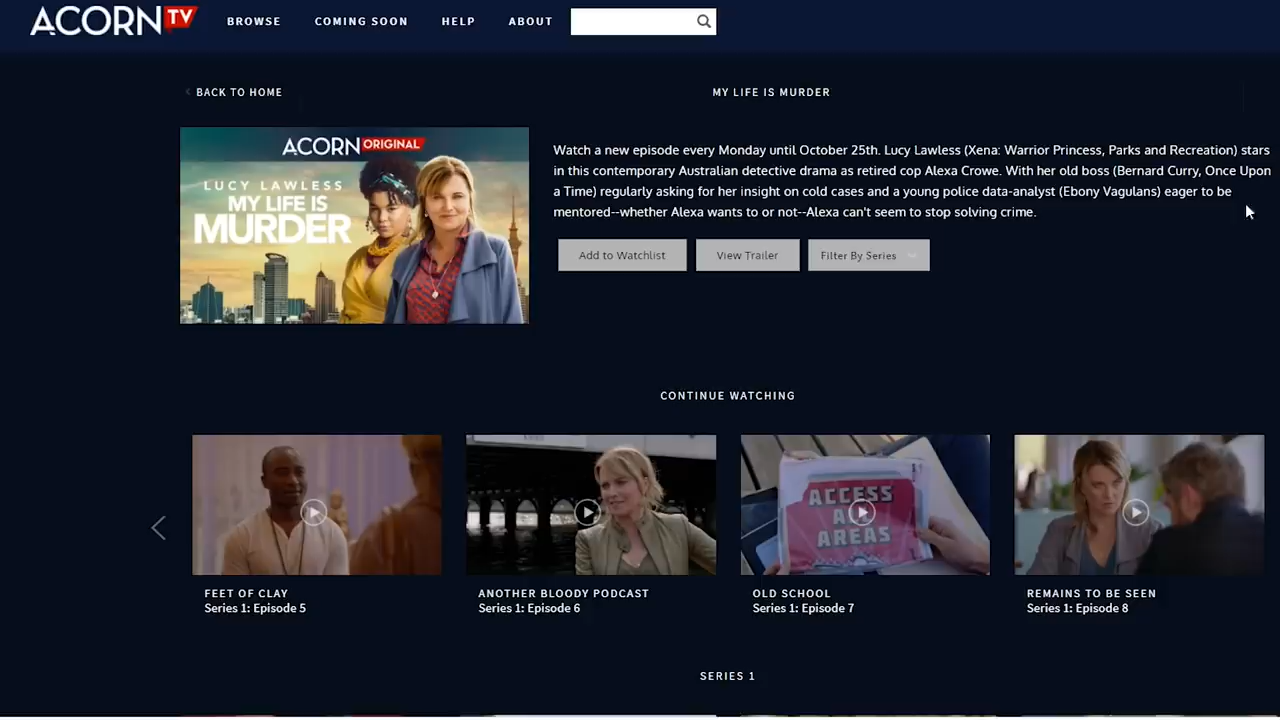 ACORN TV
BROWSE
COMING SOON
HELP
ABOUT
BACK TO HOME
MY LIFE IS MURDER
ACORN ORIGINAL
LUCY LAWLESS
MY LIFE IS
MURDER
Watch a new episode every Monday until October 25th. Lucy Lawless (Xena: Warrior Princess, Parks and Recreation) stars
in this contemporary Australian detective drama as retired cop Alexa Crowe. With her old boss (Bernard Curry, Once Upon
a Time) regularly asking for her insight on cold cases and a young police data-analyst (Ebony Vagulans) eager to be
mentored--whether Alexa wants to or not--Alexa can't seem to stop solving crime.
Add to Watchlist
View Trailer
Filter By Series
CONTINUE WATCHING
ACCESS
ALL
AREAS
FEET OF CLAY
Series 1: Episode 5
ANOTHER BLOODY PODCAST
Series 1: Episode 6
OLD SCHOOL
Series 1: Episode 7
REMAINS TO BE SEEN
Series 1: Episode 8
SERIES 1